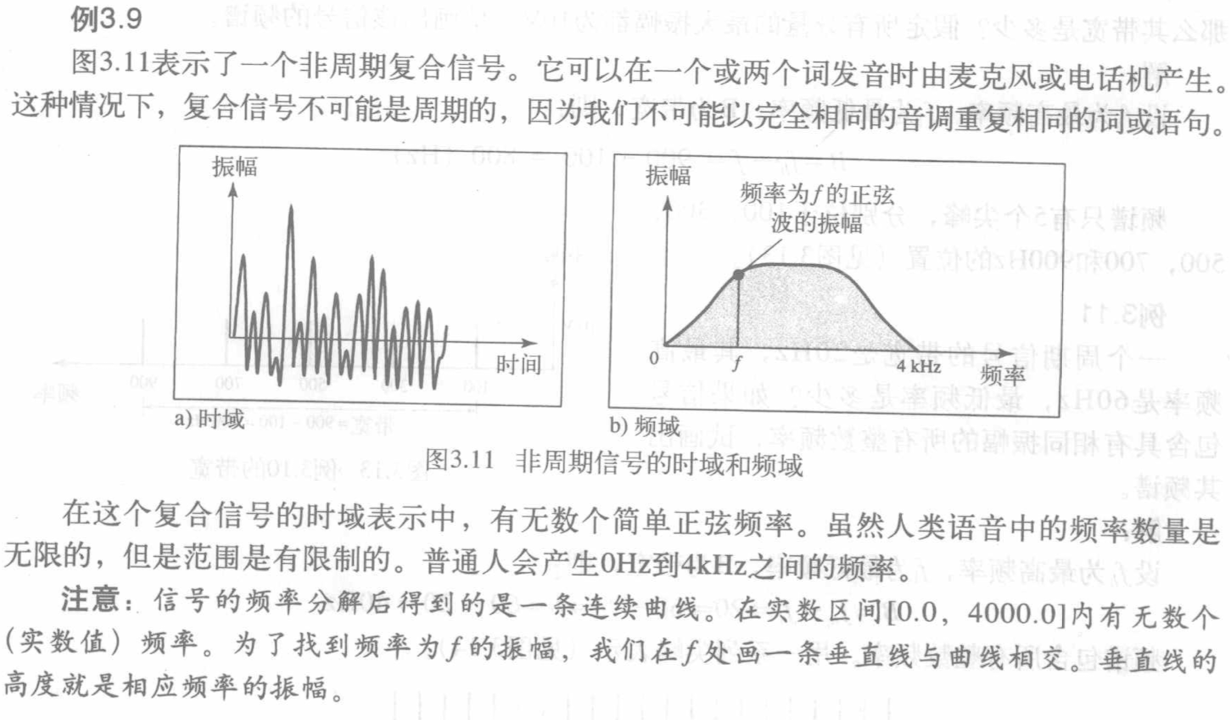 例3.9
图3.11表示了一个非周期复合信号。它可以在一个或两个词发音时由麦克风或电话机产生。
这种情况下，复合信号不可能是周期的，因为我们不可能以完全相同的音调重复相同的词或语句。
振幅
时间
a) 时域
振幅
频率为f的正弦
波的振幅
0
f
4 kHz
频率
b) 频域
图3.11 非周期信号的时域和频域
在这个复合信号的时域表示中，有无数个简单正弦频率。虽然人类语音中的频率数量是
无限的，但是范围是有限制的。普通人会产生0Hz到4kHz之间的频率。
注意：信号的频率分解后得到的是一条连续曲线。在实数区间[0.0，4000.0]内有无数个
(实数值) 频率。为了找到频率为f的振幅，我们在f处画一条垂直线与曲线相交。垂直线的
高度就是相应频率的振幅。